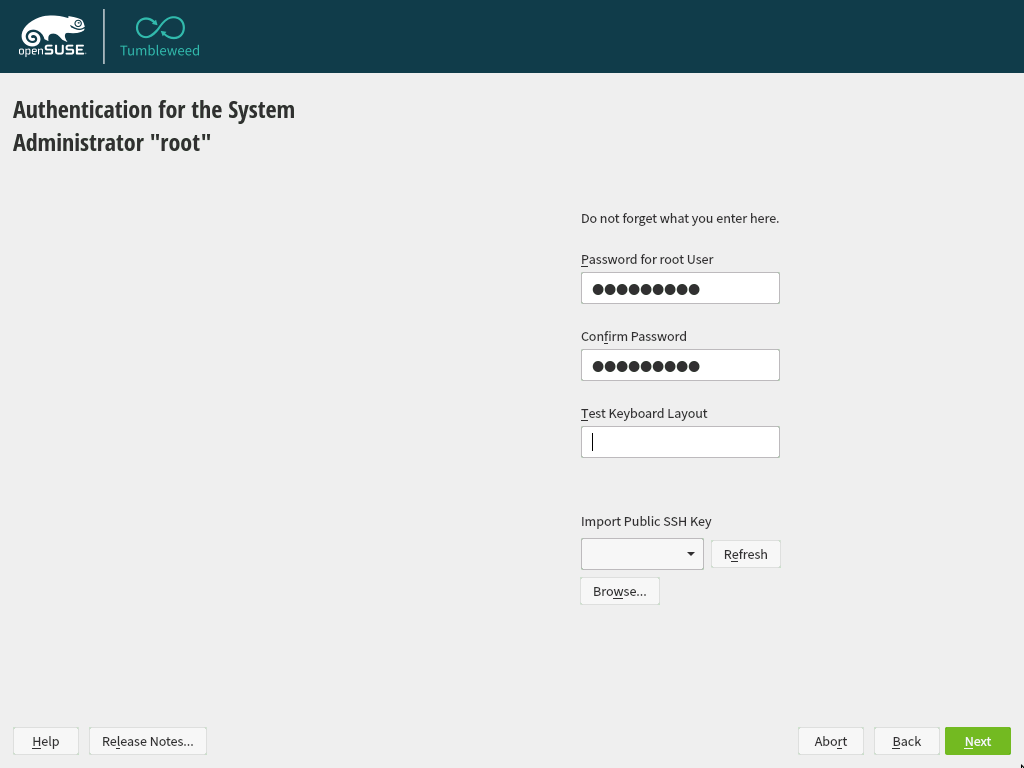 openSUSE
Tumbleweed
Authentication for the System
Administrator "root"
Do not forget what you enter here.
Password for root User
●●●●●●●●●
Confirm Password
●●●●●●●●●
Test Keyboard Layout
Import Public SSH Key
Refresh
Browse...
Help
Release Notes...
Abort
Back
Next